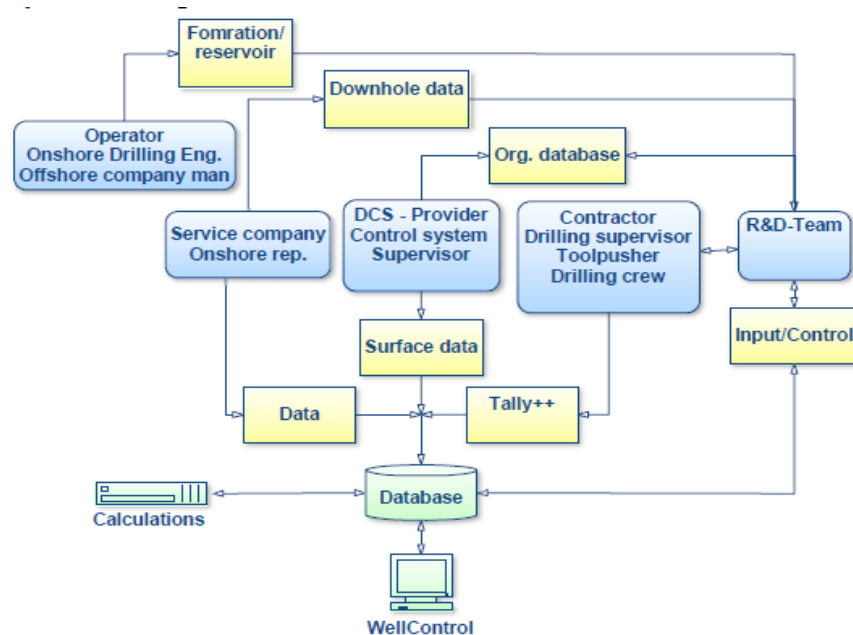 Fomration/
reservoir
Downhole data
Operator
Onshore Drilling Eng.
Offshore company man
Org. database
Service company
Onshore rep.
DCS - Provider
Control system
Supervisor
Contractor
Drilling supervisor
Toolpusher
Drilling crew
R&D-Team
Surface data
Input/Control
Data
Tally++
Database
Calculations
WellControl